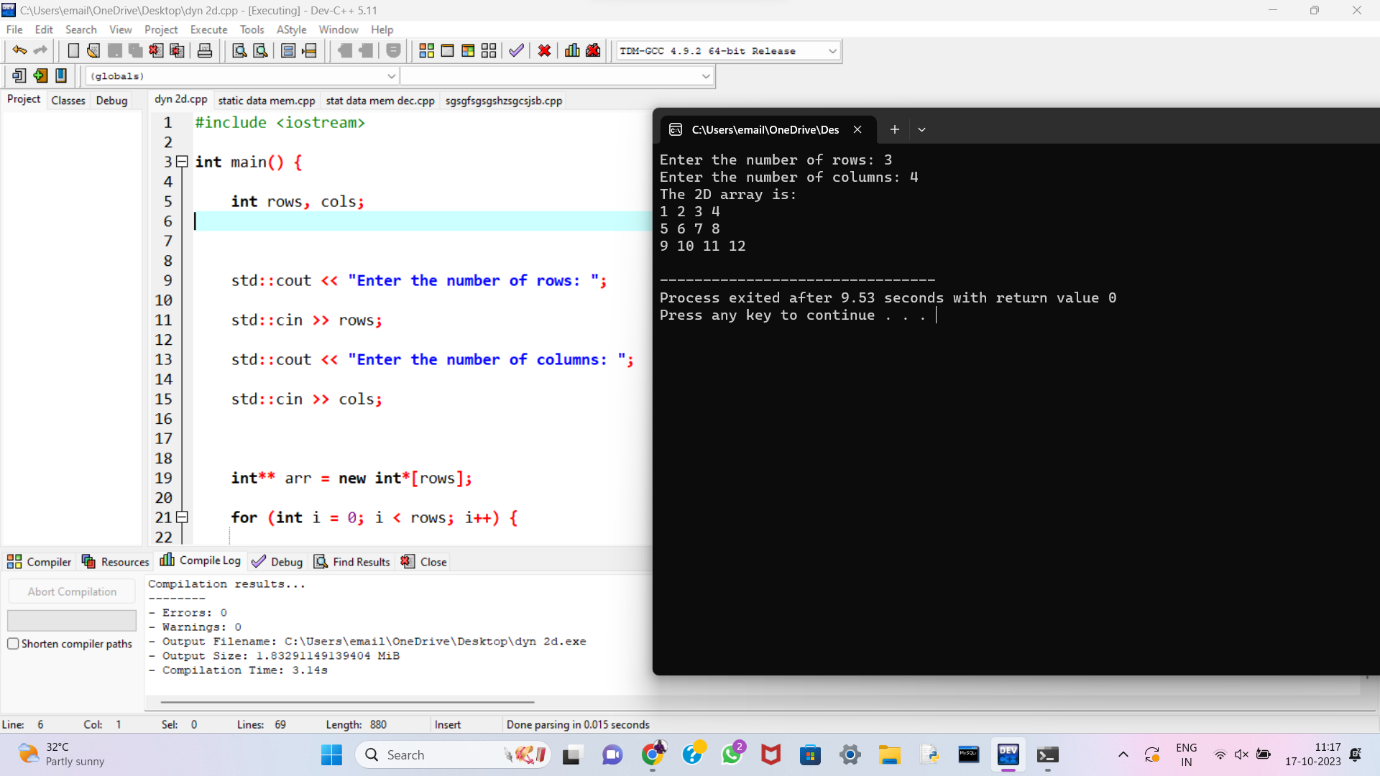 C:\Users\email\OneDrive\Desktop\dyn 2d.cpp - [Executing] - Dev-C++ 5.11
File Edit Search View Project Execute Tools AStyle Window Help
TDM-GCC 4.9.2 64-bit Release
(globals)
Project Classes Debug
dyn 2d.cpp static data mem.cpp stat data mem dec.cpp sgsgfsgsgshzsgcsjsb.cpp
1 #include <iostream>
2
3 int main() {
4
5 int rows, cols;
6
7
8
9 std::cout << "Enter the number of rows: ";
10
11 std::cin >> rows;
12
13 std::cout << "Enter the number of columns: ";
14
15 std::cin >> cols;
16
17
18
19 int** arr = new int*[rows];
20
21 for (int i = 0; i < rows; i++) {
22
C:\Users\email\OneDrive\Des
Enter the number of rows: 3
Enter the number of columns: 4
The 2D array is:
1 2 3 4
5 6 7 8
9 10 11 12
--------------------------------
Process exited after 9.53 seconds with return value 0
Press any key to continue . . .
Compiler Resources Compile Log Debug Find Results Close
Abort Compilation
Shorten compiler paths
Compilation results...
--------
- Errors: 0
- Warnings: 0
- Output Filename: C:\Users\email\OneDrive\Desktop\dyn 2d.exe
- Output Size: 1.83291149139404 MiB
- Compilation Time: 3.14s
Line: 6 Col: 1 Sel: 0 Lines: 69 Length: 880 Insert Done parsing in 0.015 seconds
32°C
Partly sunny
Search
2
DEV
ENG
IN
11:17
17-10-2023